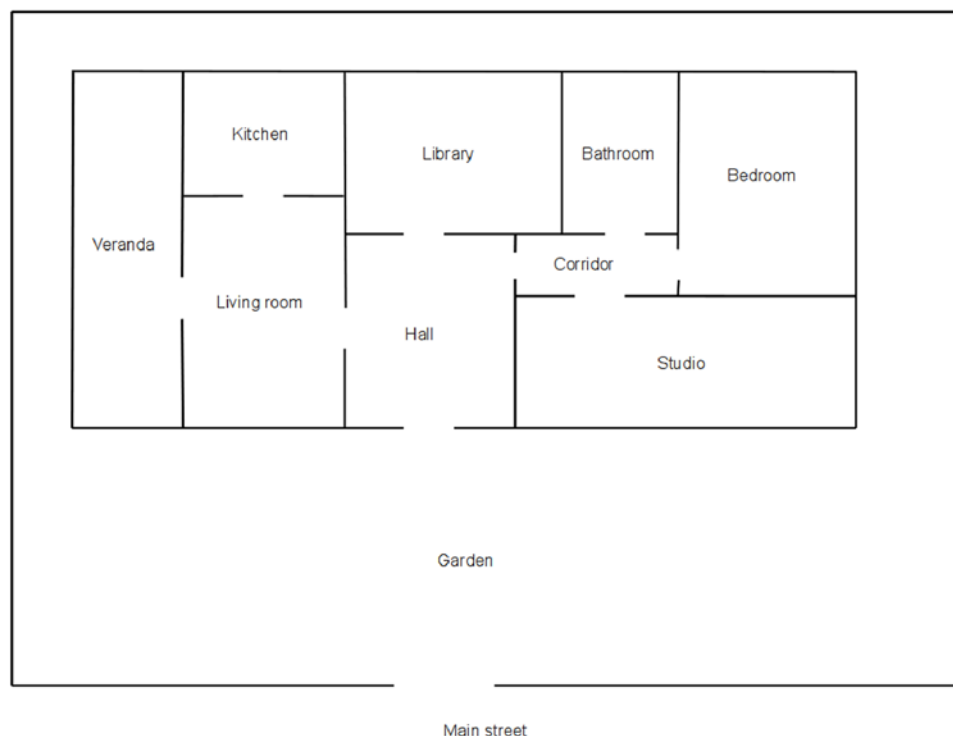 Kitchen
Library
Bathroom
Bedroom
Veranda
Corridor
Living room
Hall
Studio
Garden
Main street